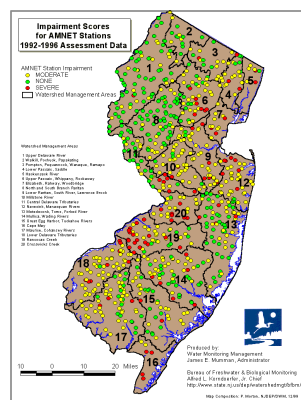 Impairment Scores
for AMNET Stations
1992-1996 Assessment Data
AMNET Station Impairment
MODERATE
NONE
SEVERE
Watershed Management Areas
Watershed Management Areas
1 Upper Delaware River
2 Wallkill, Pochuck, Papakating
3 Pompton, Pequannock, Wanaque, Ramapo
4 Lower Passaic, Saddle
5 Hackensack River
6 Upper Passaic, Whippany, Rockaway
7 Elizabeth, Rahway, Woodbridge
8 North and South Branch Raritan
9 Lower Raritan, South River, Lawrence Brook
10 Millstone River
11 Central Delaware Tributaries
12 Navesink, Manasquan Rivers
13 Metedeconk, Toms, Forked River
14 Mullica, Wading Rivers
15 Great Egg Harbor, Tuckahoe Rivers
16 Cape May
17 Maurice, Cohansey Rivers
18 Lower Delaware Tributaries
19 Rancocas Creek
20 Crosswicks Creek
1
2
3
4
5
6
8
10
11
12
14
15
16
17
18
19
20
10 0 10 20 Miles
Produced by:
Water Monitoring Management
James E. Mumman, Administrator
Bureau of Freshwater & Biological Monitoring
Alfred L. Korndoerfer, Jr. Chief